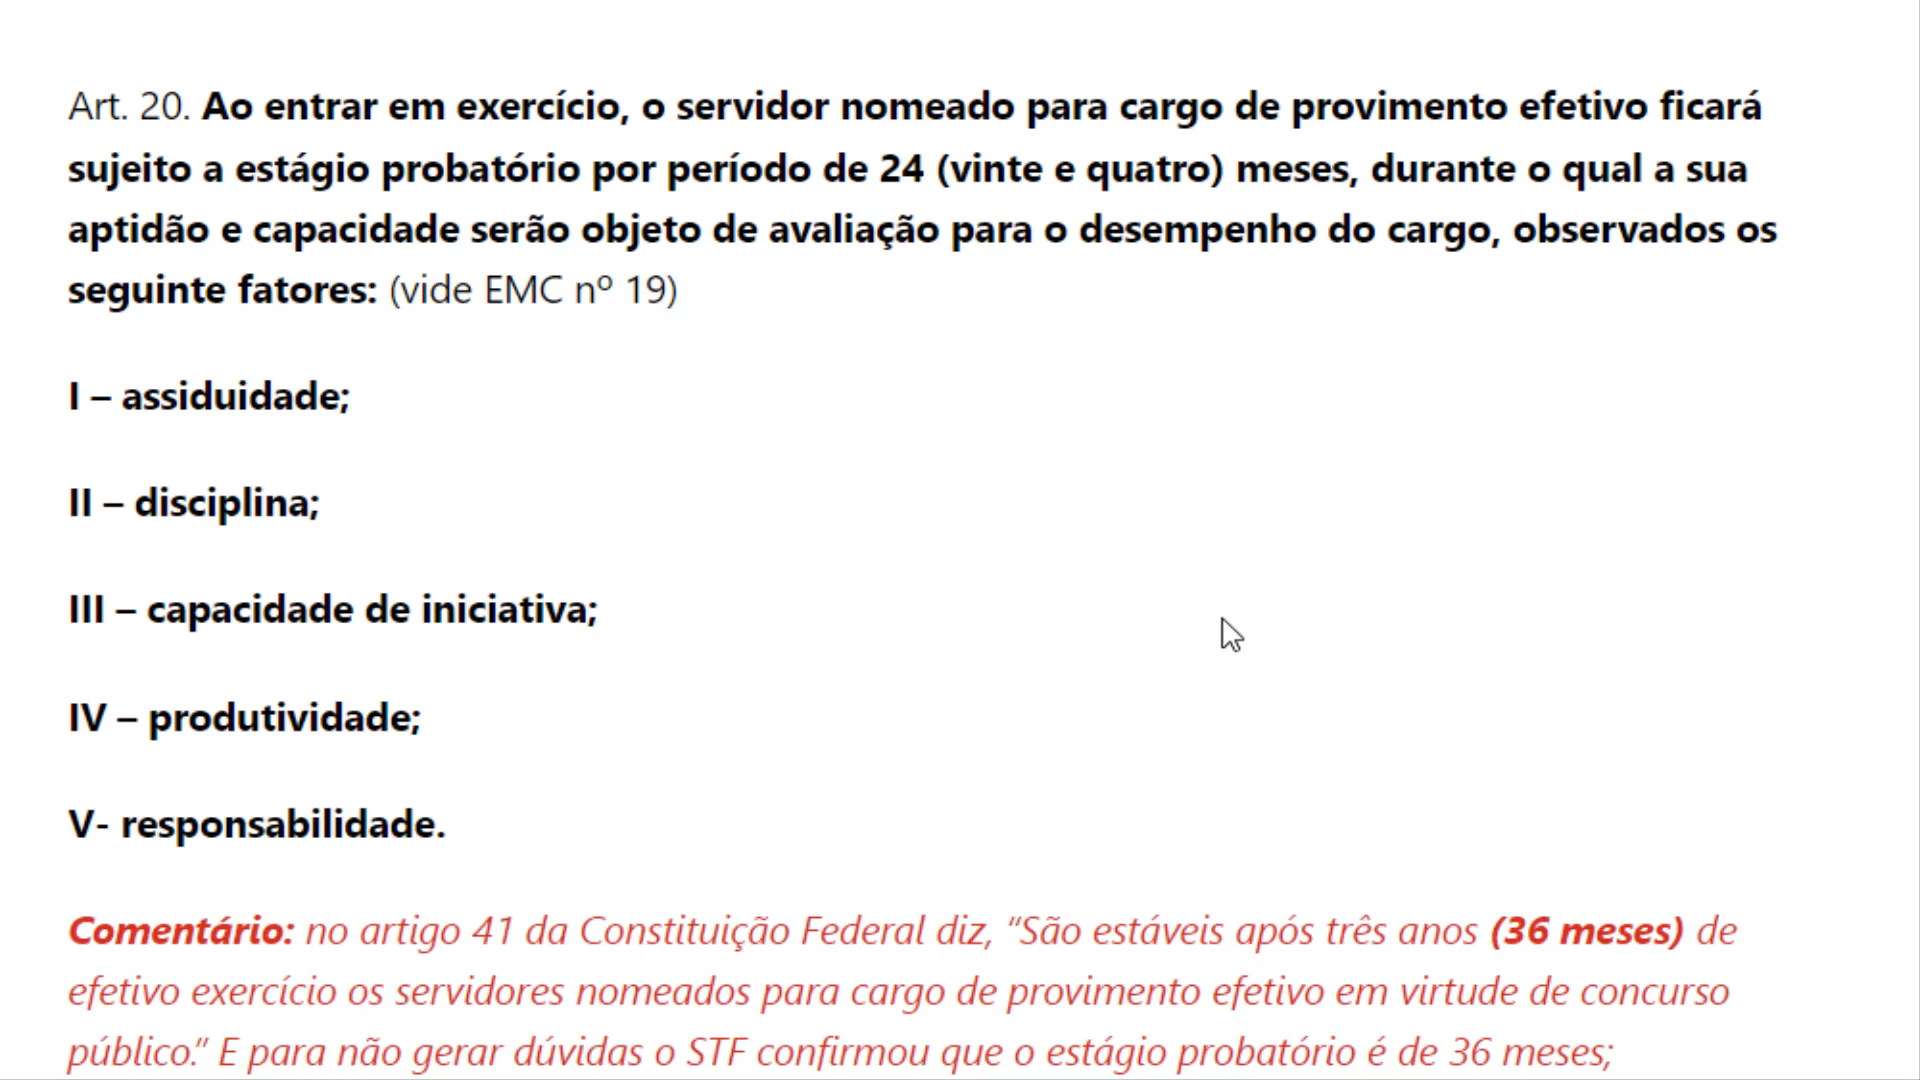 Art. 20. Ao entrar em exercício, o servidor nomeado para cargo de provimento efetivo ficará
sujeito a estágio probatório por período de 24 (vinte e quatro) meses, durante o qual a sua
aptidão e capacidade serão objeto de avaliação para o desempenho do cargo, observados os
seguinte fatores: (vide EMC nº 19)
I – assiduidade;
II – disciplina;
III – capacidade de iniciativa;
IV – produtividade;
V- responsabilidade.
Comentário: no artigo 41 da Constituição Federal diz, “São estáveis após três anos (36 meses) de
efetivo exercício os servidores nomeados para cargo de provimento efetivo em virtude de concurso
público.” E para não gerar dúvidas o STF confirmou que o estágio probatório é de 36 meses;